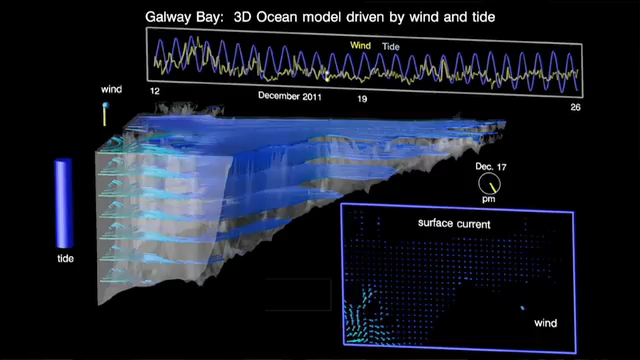 Galway Bay: 3D Ocean model driven by wind and tide
Wind Tide
wind
12
December 2011
19
26
Dec. 17
pm
tide
surface current
wind